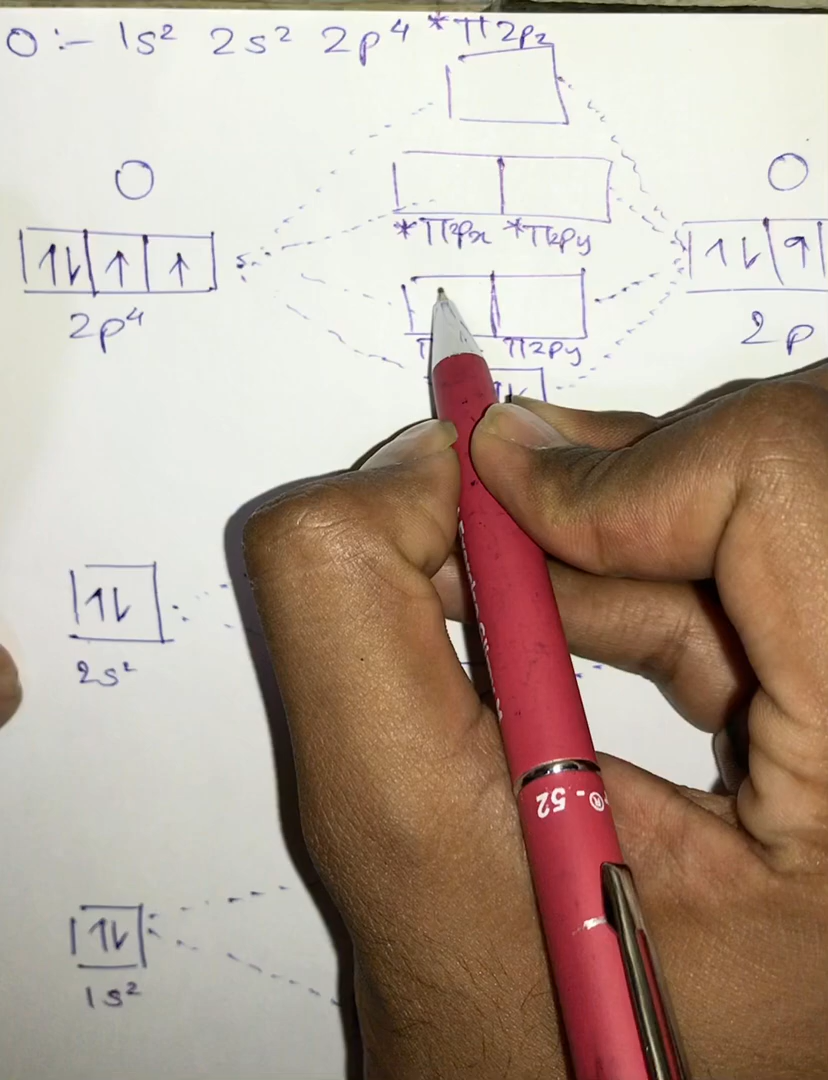 O :- 1s² 2s² 2p⁴ *π2pz
O O
↑↓ ↑ ↑
↑↓ ↑
*π2px *π2py
2p⁴
2p
π π2py
↑↓
2s²
↑↓
1s²
® - 52